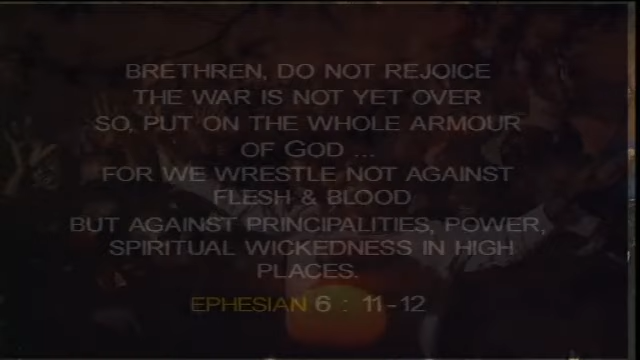 BRETHREN, DO NOT REJOICE
THE WAR IS NOT YET OVER
SO, PUT ON THE WHOLE ARMOUR
OF GOD ...
FOR WE WRESTLE NOT AGAINST
FLESH & BLOOD
BUT AGAINST PRINCIPALITIES, POWER,
SPIRITUAL WICKEDNESS IN HIGH
PLACES.
EPHESIAN 6 : 11-12